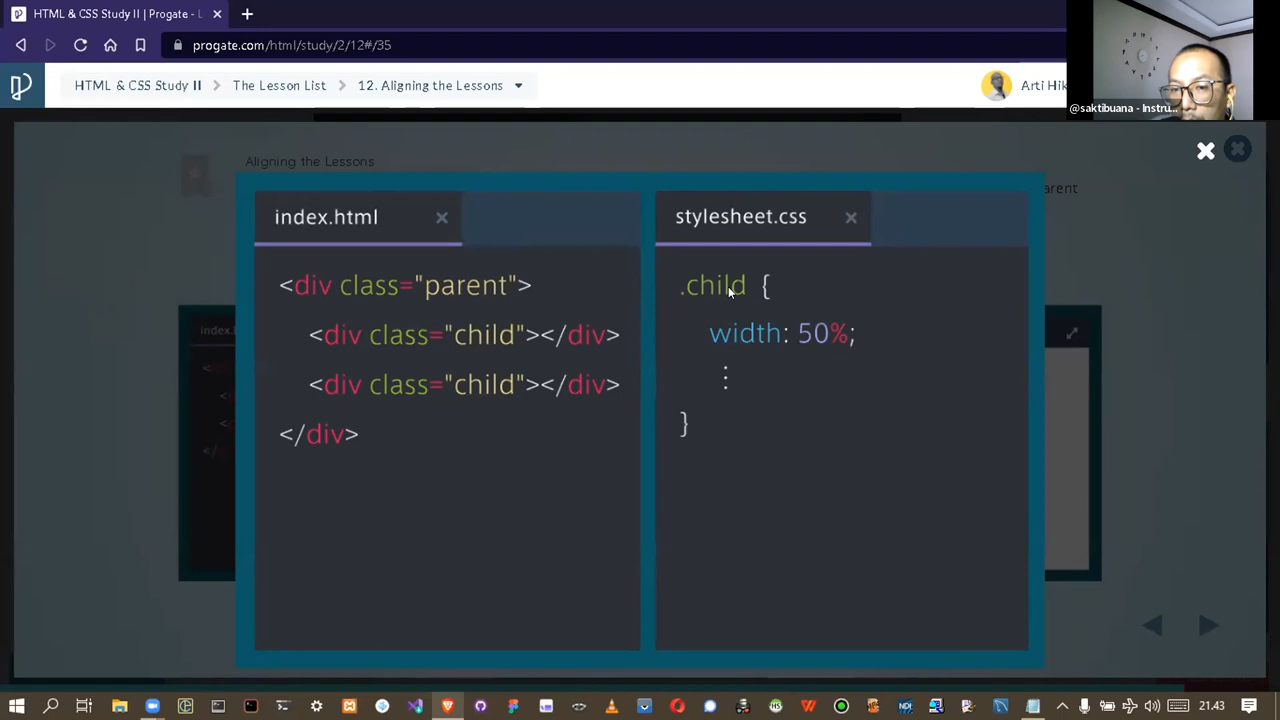 HTML & CSS Study II | Progate - L
progate.com/html/study/2/12#/35
HTML & CSS Study II
The Lesson List
12. Aligning the Lessons
Arti Hik
@saktibuana - Instru...
Aligning the Lessons
arent
index.html
<div class="parent">
<div class="child"></div>
<div class="child"></div>
</div>
stylesheet.css
.child {
width: 50%;
⋮
}
21.43